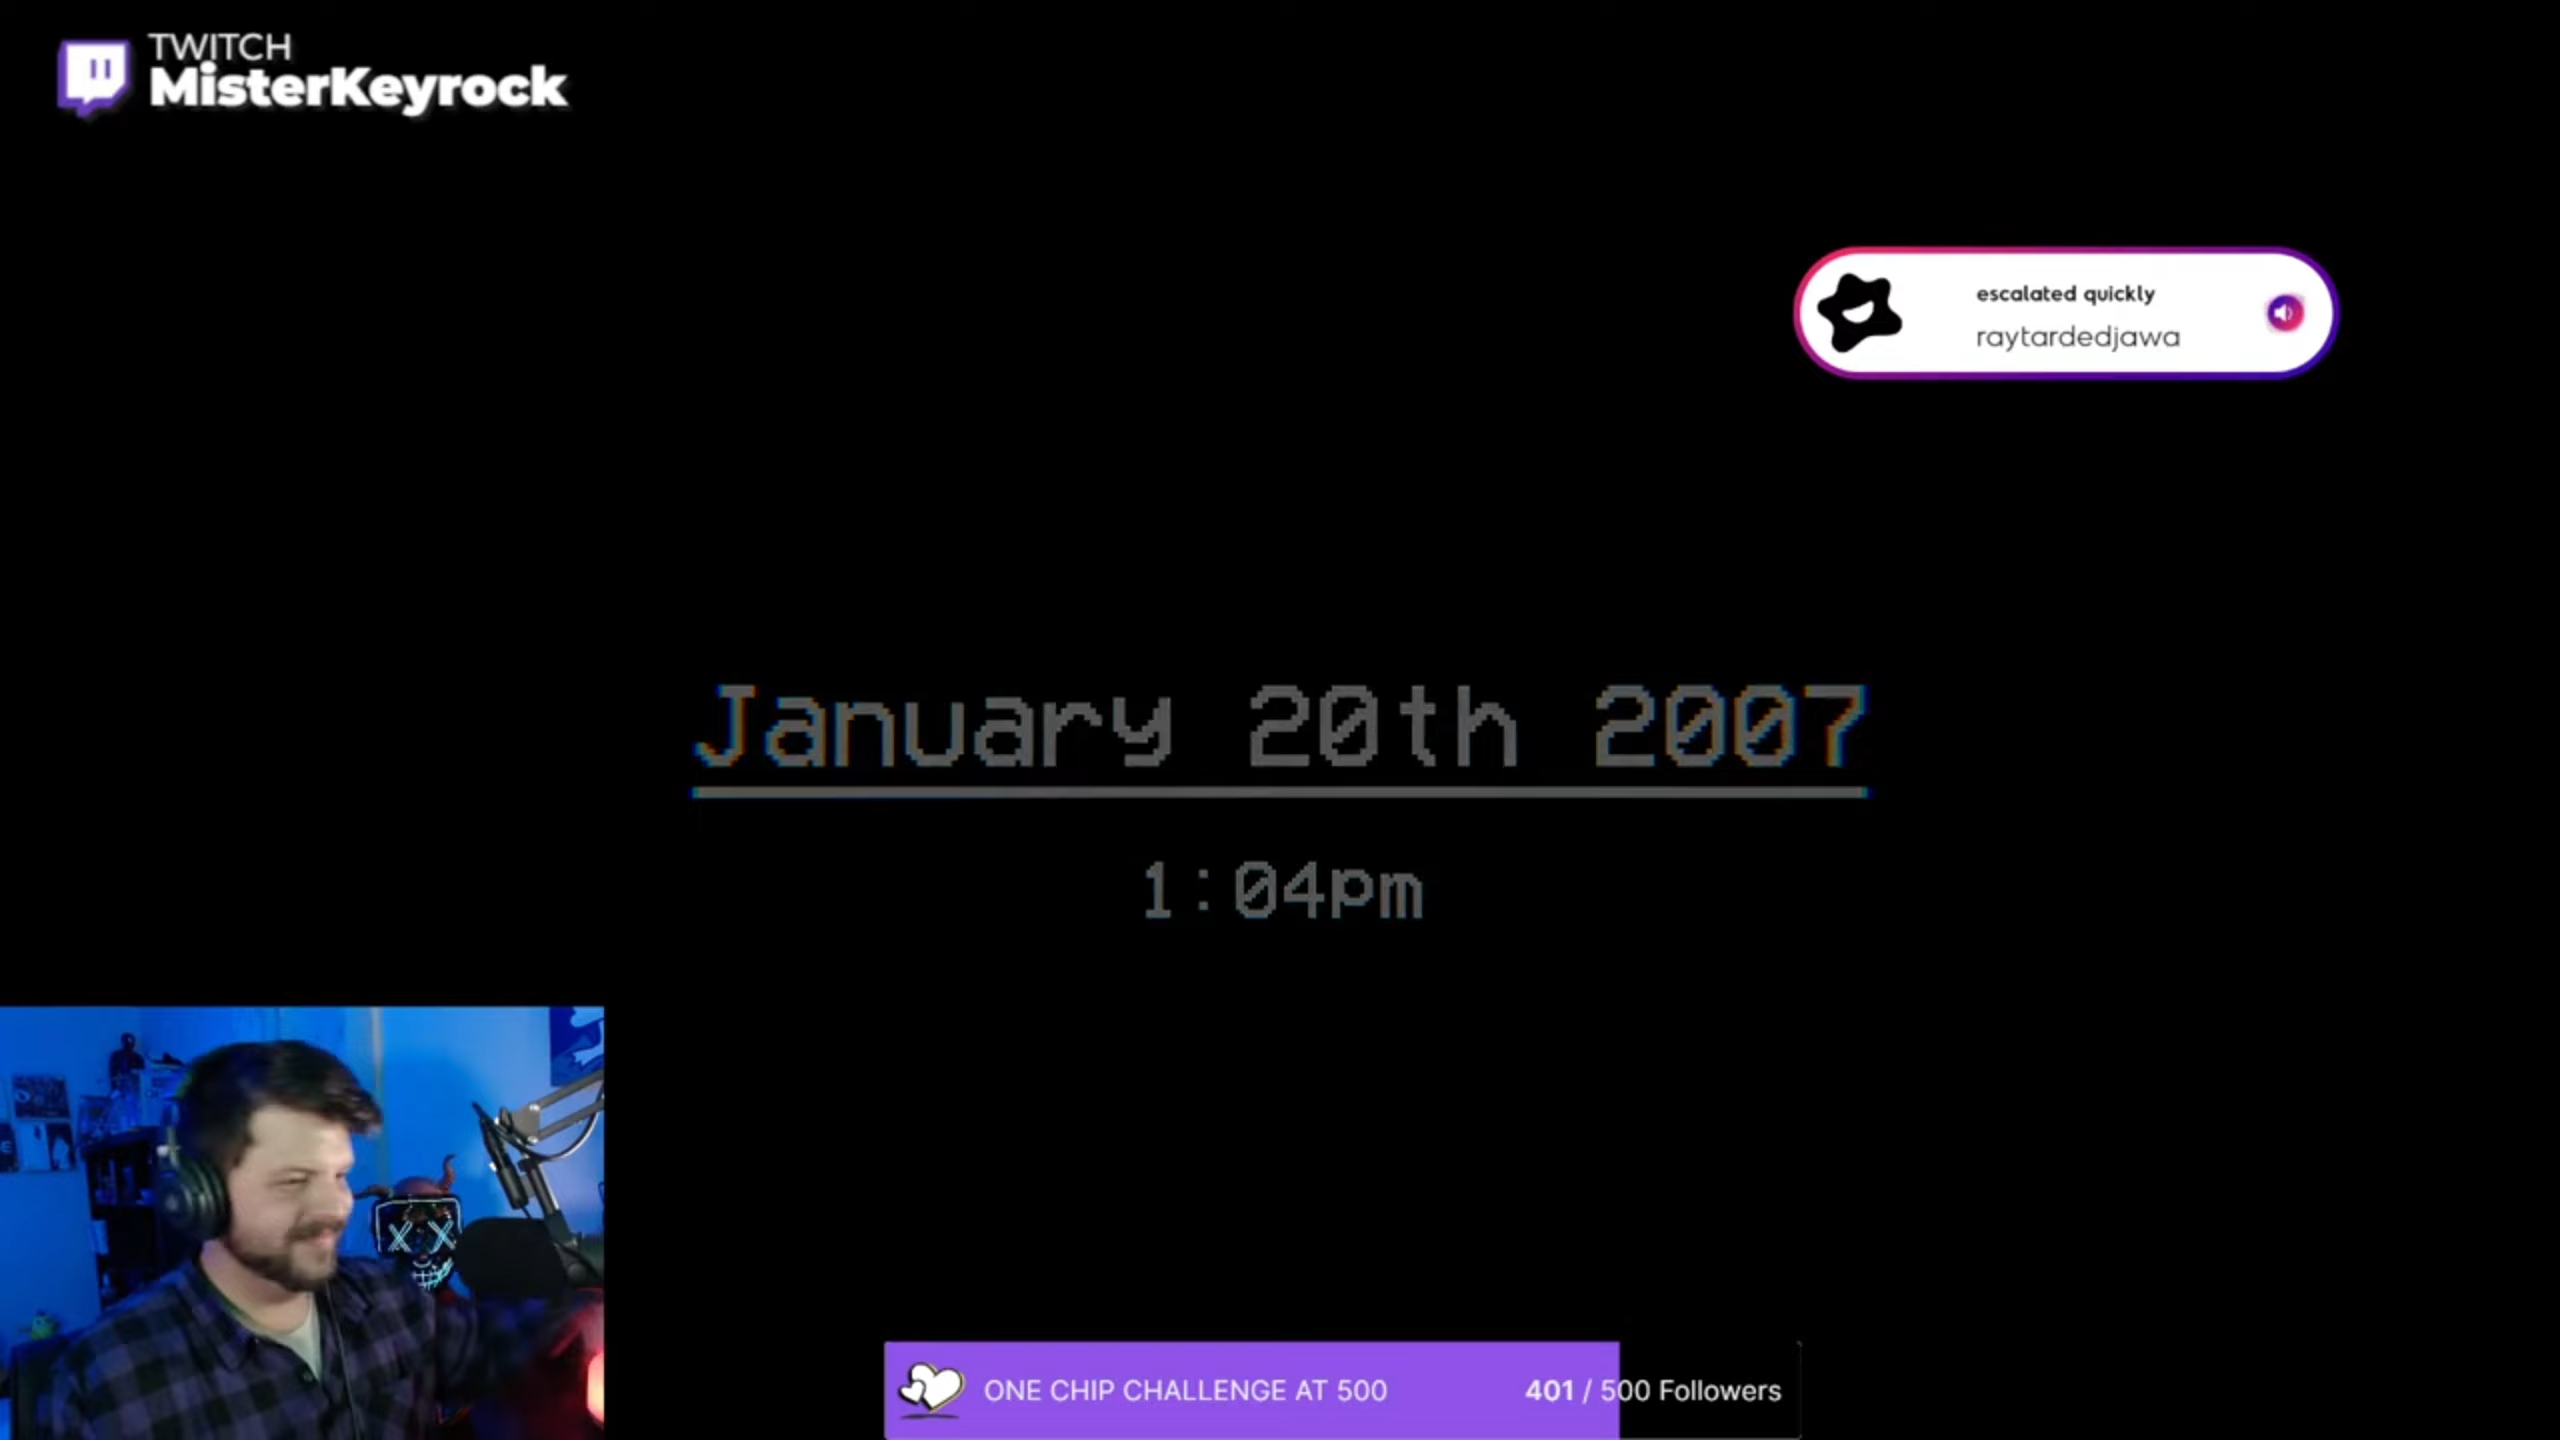 TWITCH
MisterKeyrock
escalated quickly
raytardedjawa
January 20th 2007
1:04pm
ONE CHIP CHALLENGE AT 500
401 / 500 Followers